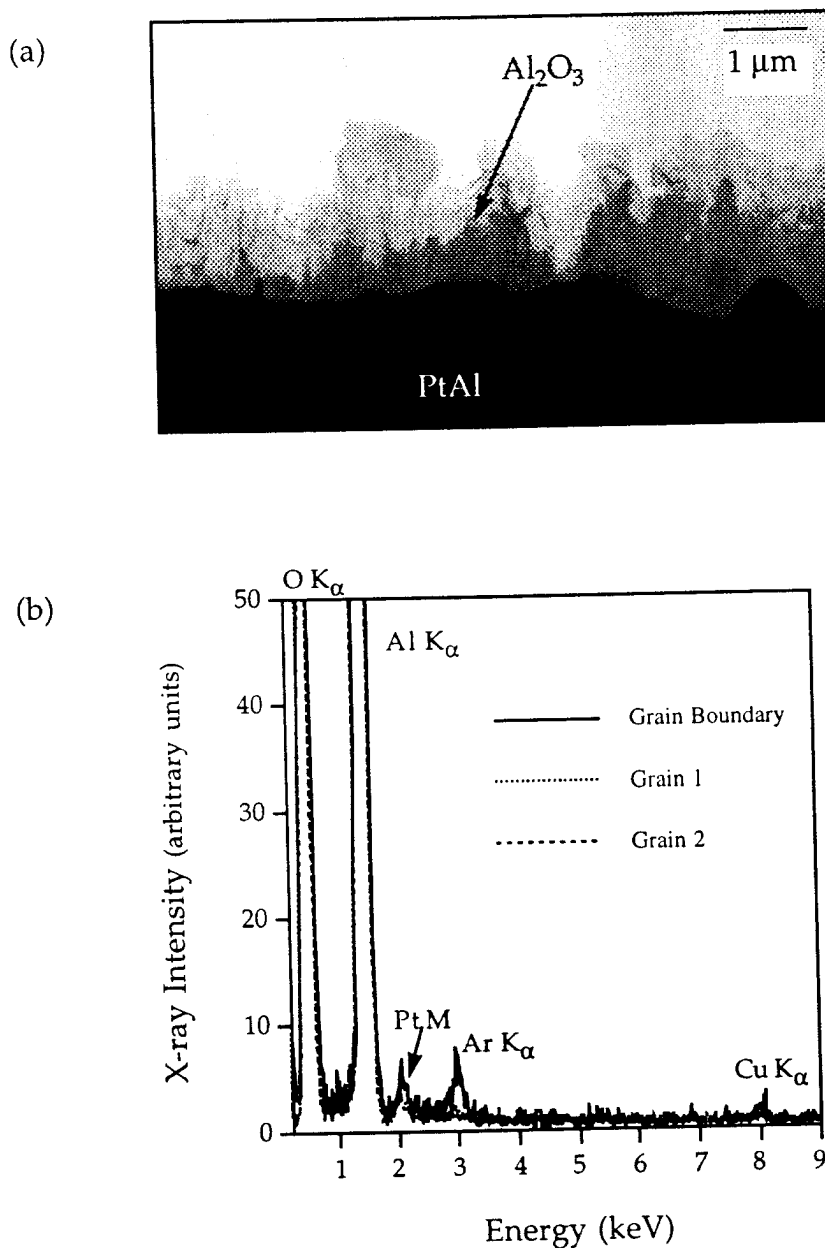 (a)
1 μm
Al₂O₃
PtAl
(b)
O Kα
Al Kα
50
40
30
20
10
0
X-ray Intensity (arbitrary units)
Grain Boundary
Grain 1
Grain 2
Pt M
Ar Kα
Cu Kα
1 2 3 4 5 6 7 8 9
Energy (keV)